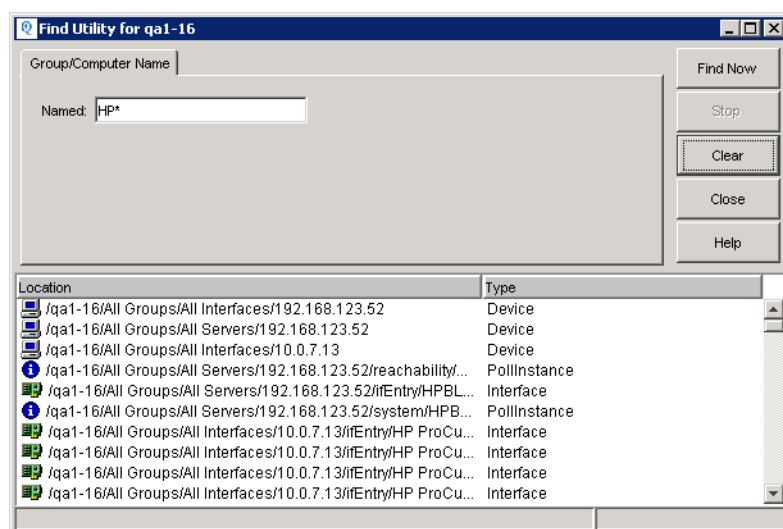 Find Utility for qa1-16
Group/Computer Name
Find Now
Named: HP*
Stop
Clear
Close
Help
Location Type
/qa1-16/All Groups/All Interfaces/192.168.123.52 Device
/qa1-16/All Groups/All Servers/192.168.123.52 Device
/qa1-16/All Groups/All Interfaces/10.0.7.13 Device
/qa1-16/All Groups/All Servers/192.168.123.52/reachability/... PollInstance
/qa1-16/All Groups/All Servers/192.168.123.52/ifEntry/HPBL... Interface
/qa1-16/All Groups/All Servers/192.168.123.52/system/HPB... PollInstance
/qa1-16/All Groups/All Interfaces/10.0.7.13/ifEntry/HP ProCu... Interface
/qa1-16/All Groups/All Interfaces/10.0.7.13/ifEntry/HP ProCu... Interface
/qa1-16/All Groups/All Interfaces/10.0.7.13/ifEntry/HP ProCu... Interface
/qa1-16/All Groups/All Interfaces/10.0.7.13/ifEntry/HP ProCu... Interface